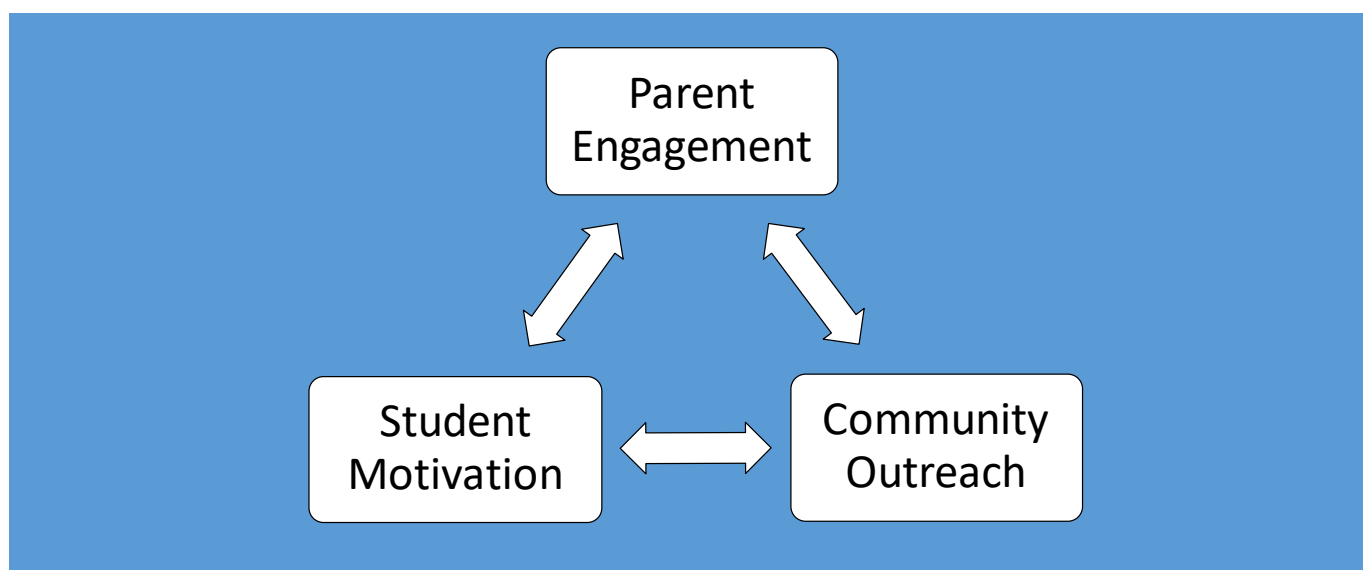 Parent
Engagement
Student
Motivation
Community
Outreach